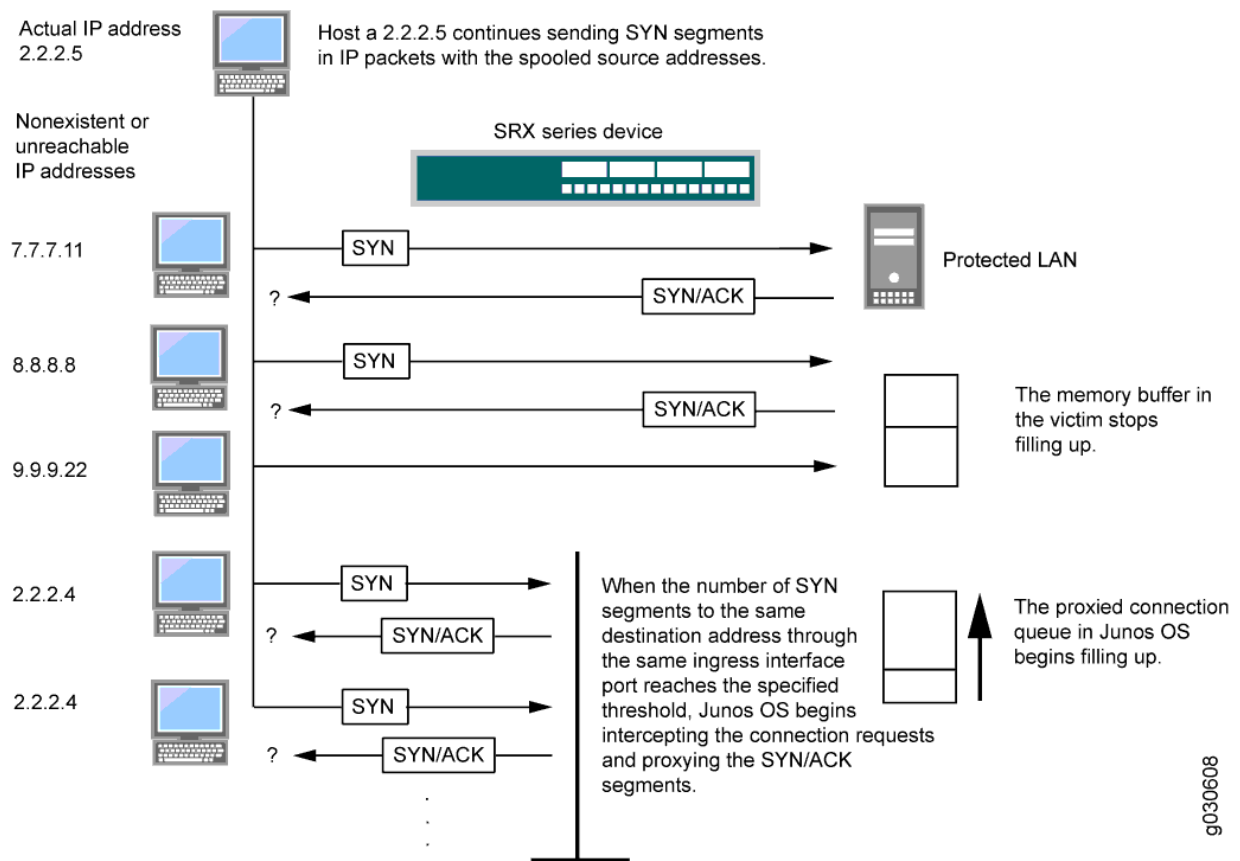 Actual IP address
2.2.2.5
Host a 2.2.2.5 continues sending SYN segments
in IP packets with the spooled source addresses.
Nonexistent or
unreachable
IP addresses
SRX series device
7.7.7.11
SYN
Protected LAN
?
SYN/ACK
8.8.8.8
SYN
?
SYN/ACK
The memory buffer in
the victim stops
filling up.
9.9.9.22
2.2.2.4
SYN
?
SYN/ACK
When the number of SYN
segments to the same
destination address through
the same ingress interface
port reaches the specified
threshold, Junos OS begins
intercepting the connection requests
and proxying the SYN/ACK
segments.
The proxied connection
queue in Junos OS
begins filling up.
2.2.2.4
SYN
?
SYN/ACK
g030608